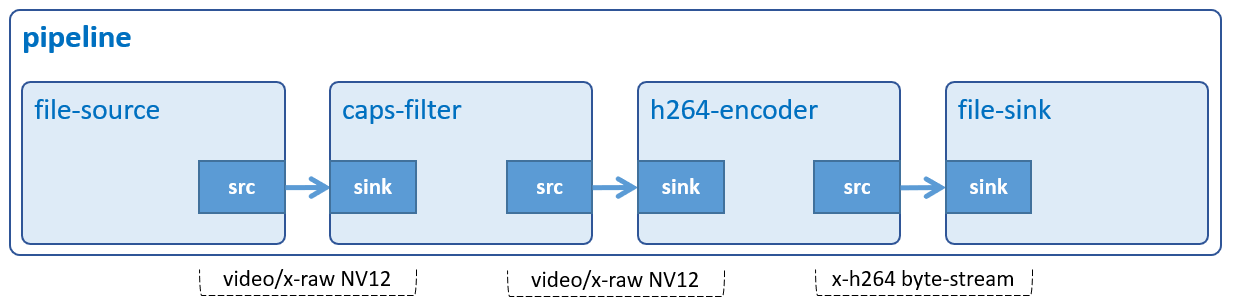 pipeline
file-source
caps-filter
h264-encoder
file-sink
src
sink
src
sink
src
sink
video/x-raw NV12
video/x-raw NV12
x-h264 byte-stream